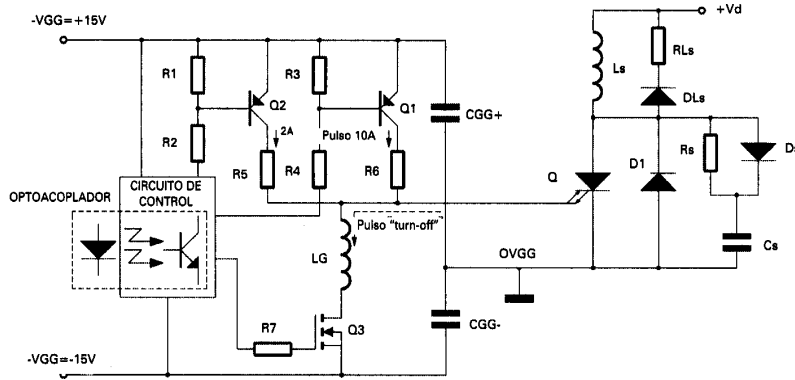 -VGG=+15V
+Vd
R1
R3
Ls
RLs
Q2
Q1
DLs
CGG+
R2
2A
Pulso 10A
Rs
D
R5
R4
R6
Q
D1
CIRCUITO DE
CONTROL
OPTOACOPLADOR
Pulso "turn-off"
LG
OVGG
Cs
R7
Q3
CGG-
-VGG=-15V